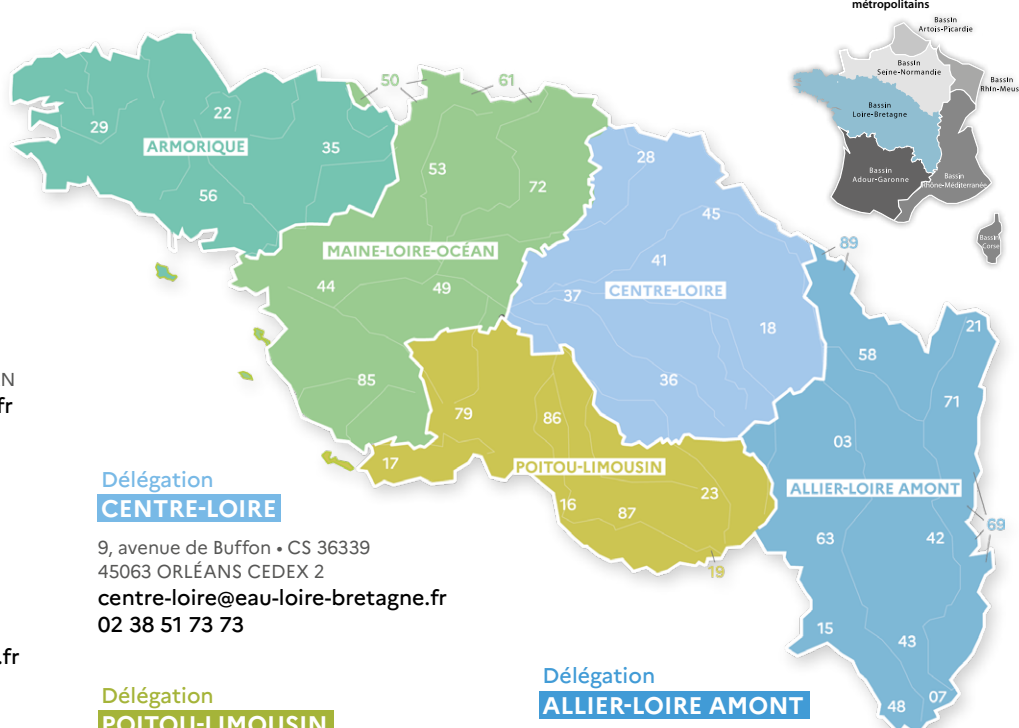 métropolitains
Bassin
Artois-Picardie
Bassin
Seine-Normandie
Bassin
Rhin-Meus
Bassin
Loire-Bretagne
Bassin
Adour-Garonne
Bassin
Rhône-Méditerranée
Bassin
Corse
50
61
29
22
35
56
ARMORIQUE
53
72
MAINE-LOIRE-OCÉAN
44
49
85
28
45
41
37
CENTRE-LOIRE
18
36
89
21
58
71
03
ALLIER-LOIRE AMONT
69
63
42
15
43
48
07
79
86
17
POITOU-LIMOUSIN
16
87
23
19
N
fr
.fr
Délégation
CENTRE-LOIRE
9, avenue de Buffon • CS 36339
45063 ORLÉANS CEDEX 2
centre-loire@eau-loire-bretagne.fr
02 38 51 73 73
Délégation
POITOU-LIMOUSIN
Délégation
ALLIER-LOIRE AMONT